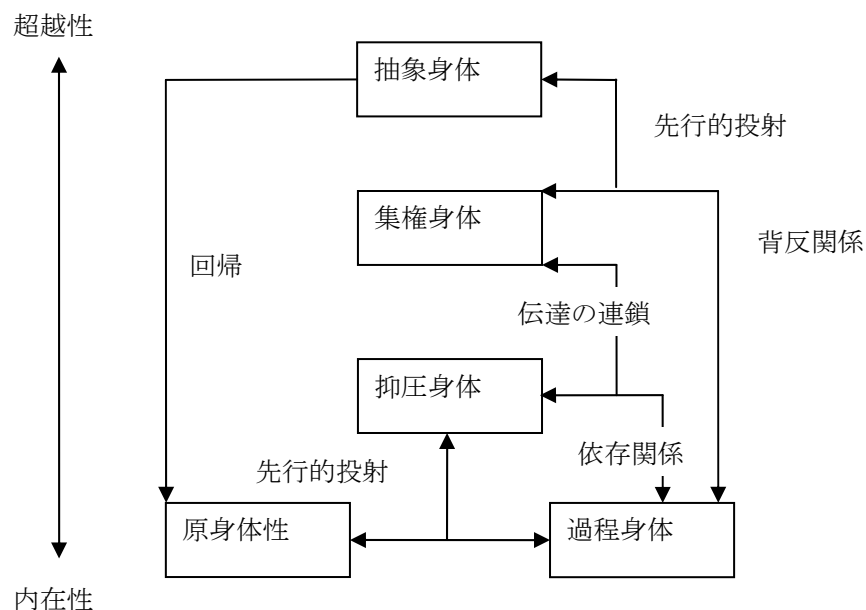 超越性
抽象身体
先行的投射
集権身体
背反関係
回帰
伝達の連鎖
抑圧身体
依存関係
先行的投射
原身体性
過程身体
内在性